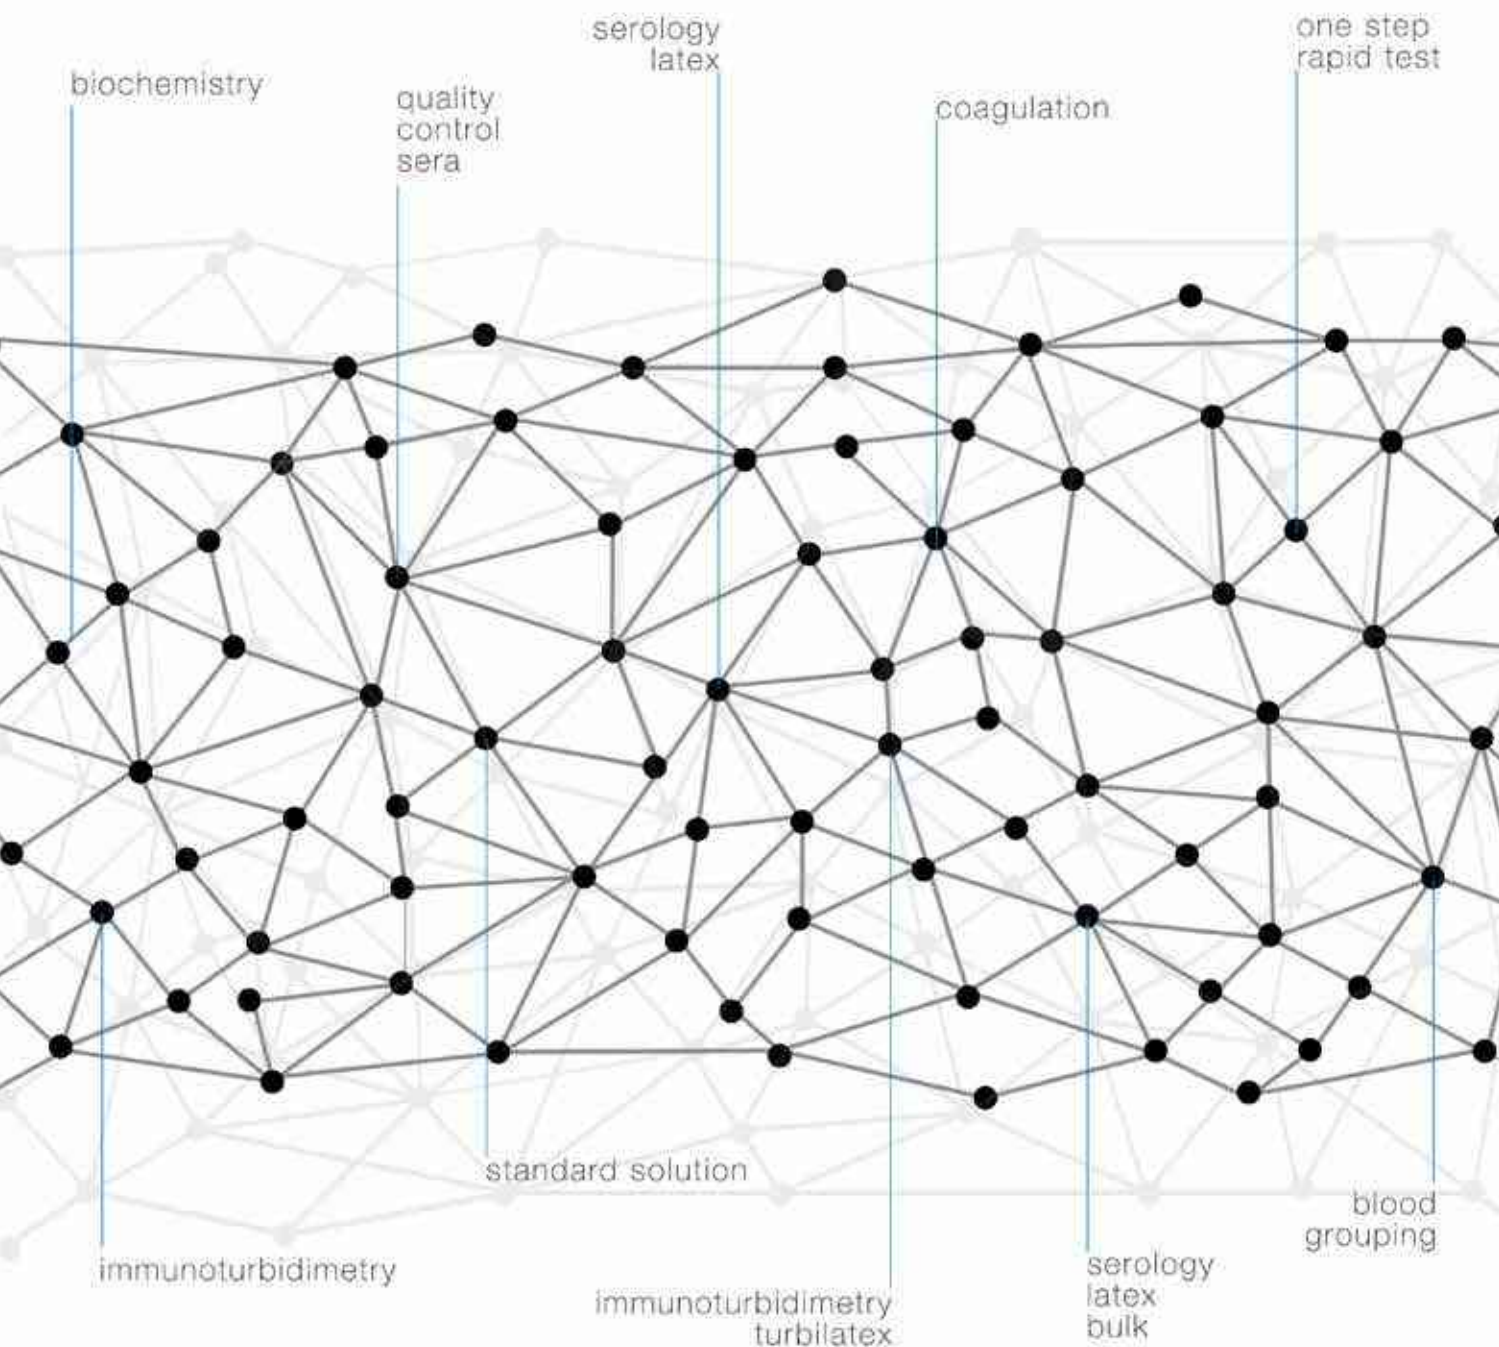 biochemistry
quality
control
sera
serology
latex
coagulation
one step
rapid test
immunoturbidimetry
standard solution
immunoturbidimetry
turbilatex
serology
latex
bulk
blood
grouping